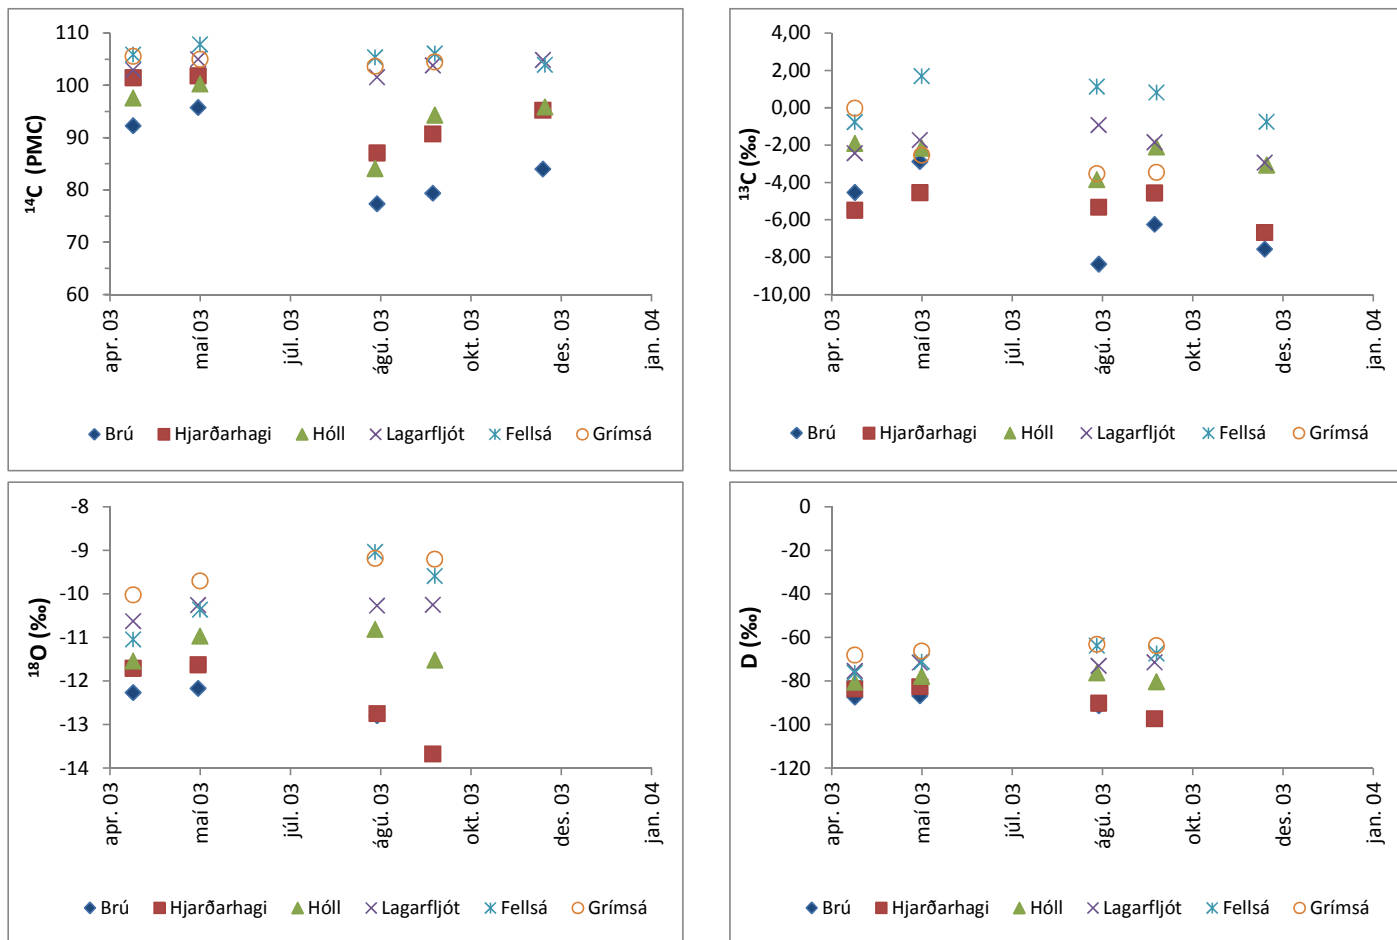 110
100
90
80
70
60
¹⁴C (PMC)
apr. 03
maí 03
júl. 03
ágú. 03
okt. 03
des. 03
jan. 04
Brú Hjarðarhagi Hóll Lagarfljót Fellsá Grímsá
4,00
2,00
0,00
-2,00
-4,00
-6,00
-8,00
-10,00
¹³C (‰)
apr. 03
maí 03
júl. 03
ágú. 03
okt. 03
des. 03
jan. 04
Brú Hjarðarhagi Hóll Lagarfljót Fellsá Grímsá
-8
-9
-10
-11
-12
-13
-14
¹⁸O (‰)
apr. 03
maí 03
júl. 03
ágú. 03
okt. 03
des. 03
jan. 04
Brú Hjarðarhagi Hóll Lagarfljót Fellsá Grímsá
0
-20
-40
-60
-80
-100
-120
D (‰)
apr. 03
maí 03
júl. 03
ágú. 03
okt. 03
des. 03
jan. 04
Brú Hjarðarhagi Hóll Lagarfljót Fellsá Grímsá